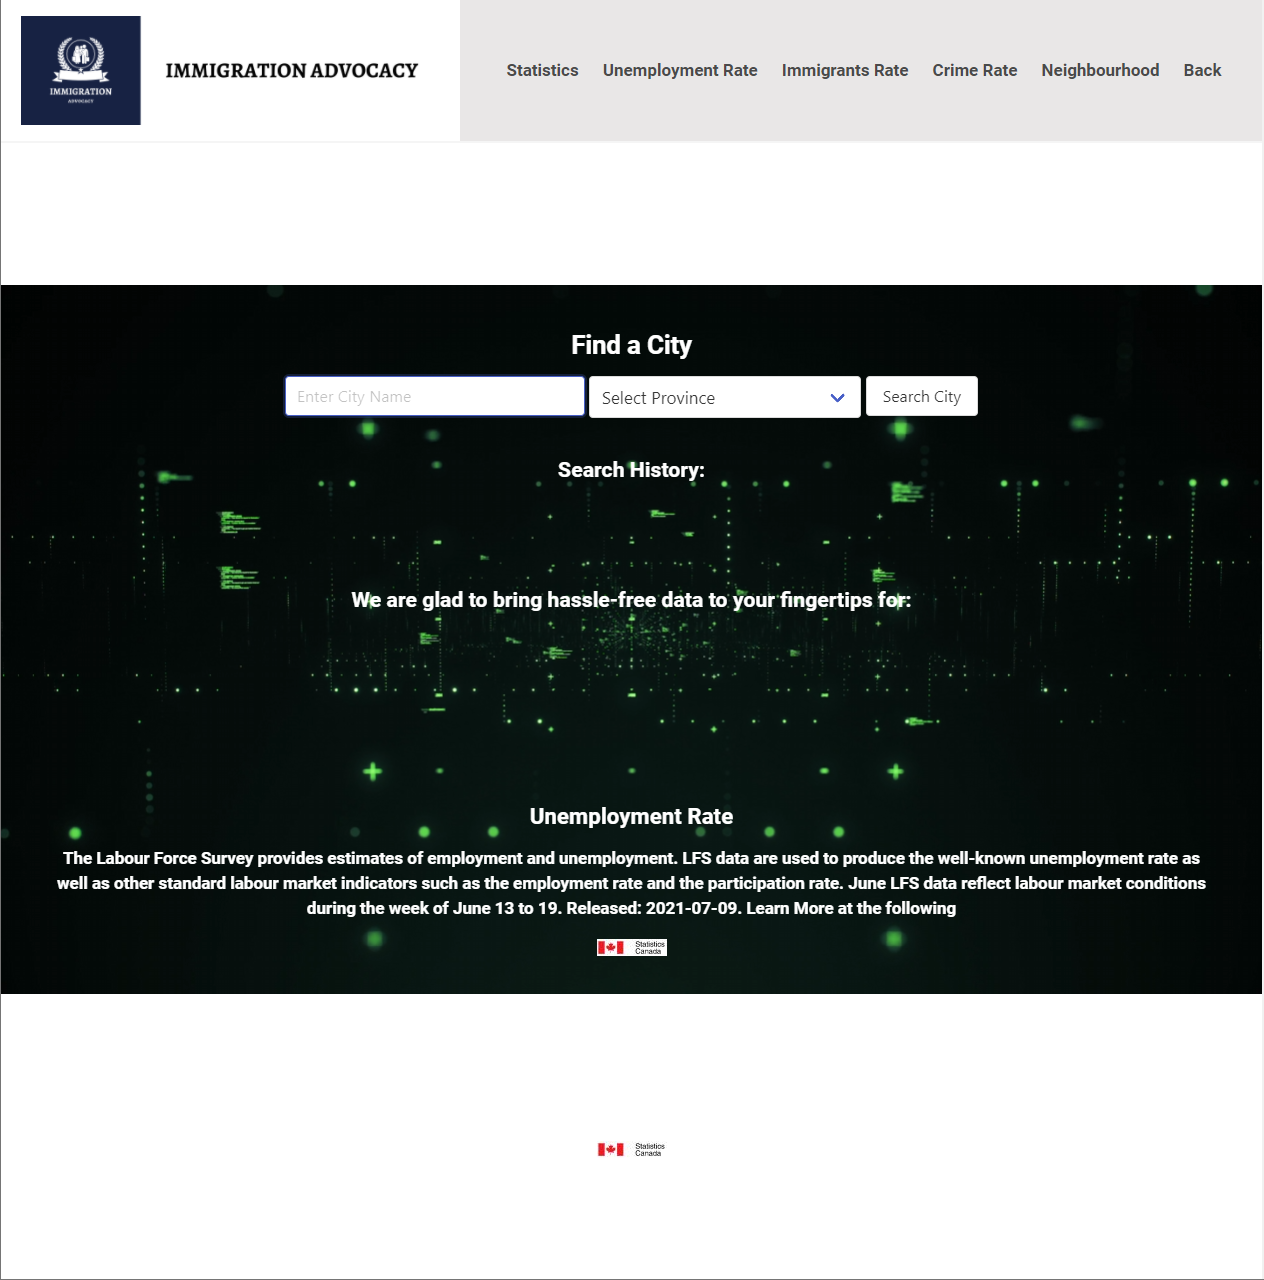 IMMIGRATION
ADVOCACY
IMMIGRATION ADVOCACY
Statistics Unemployment Rate Immigrants Rate Crime Rate Neighbourhood Back
Find a City
Enter City Name Select Province Search City
Search History:
We are glad to bring hassle-free data to your fingertips for:
Unemployment Rate
The Labour Force Survey provides estimates of employment and unemployment. LFS data are used to produce the well-known unemployment rate as
well as other standard labour market indicators such as the employment rate and the participation rate. June LFS data reflect labour market conditions
during the week of June 13 to 19. Released: 2021-07-09. Learn More at the following
Statistics
Canada
Statistics
Canada